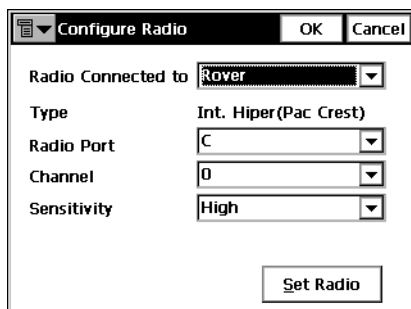 Configure Radio OK Cancel
Radio Connected to Rover
Type Int. Hiper(Pac Crest)
Radio Port C
Channel 0
Sensitivity High
Set Radio